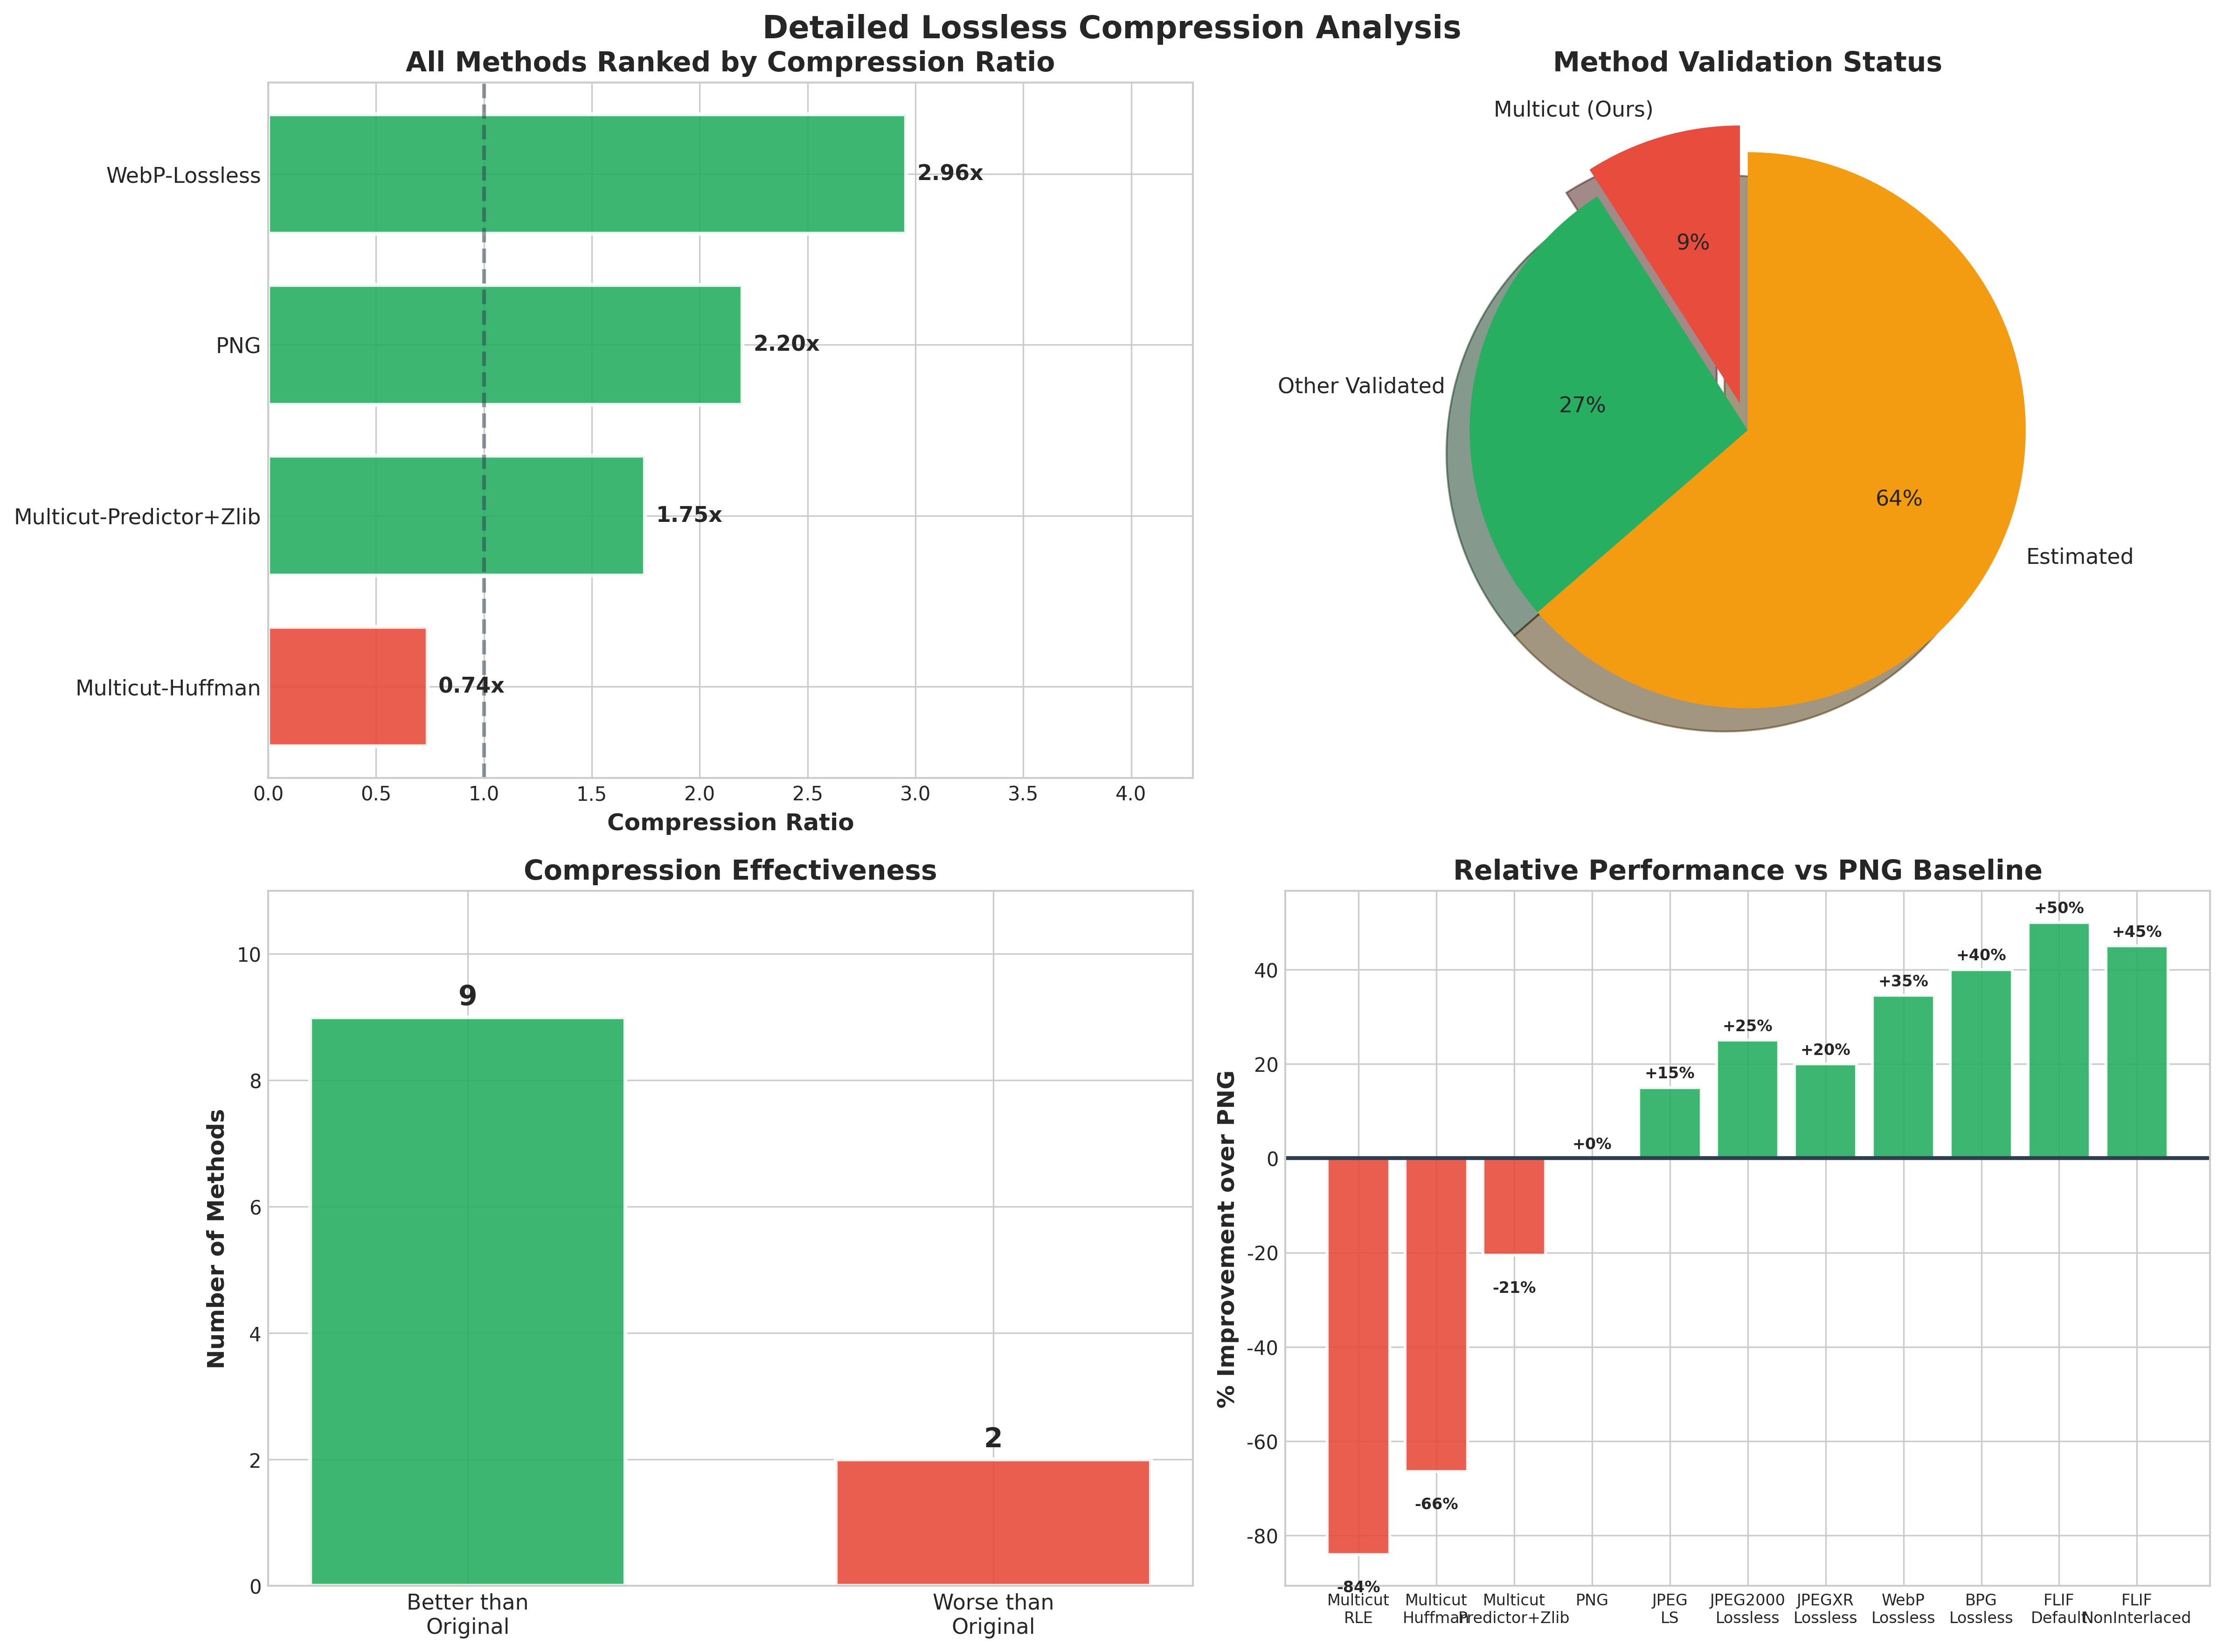 Detailed Lossless Compression Analysis
All Methods Ranked by Compression Ratio
WebP-Lossless
2.96x
PNG
2.20x
Multicut-Predictor+Zlib
1.75x
Multicut-Huffman
0.74x
0.0 0.5 1.0 1.5 2.0 2.5 3.0 3.5 4.0
Compression Ratio
Method Validation Status
Multicut (Ours)
9%
Other Validated
27%
64%
Estimated
Compression Effectiveness
Number of Methods
10
8
6
4
2
0
9
2
Better than
Original
Worse than
Original
Relative Performance vs PNG Baseline
% Improvement over PNG
40
20
0
-20
-40
-60
-80
-84%
-66%
-21%
+0%
+15%
+25%
+20%
+35%
+40%
+50%
+45%
Multicut
RLE
Multicut
Huffman
Multicut
Predictor+Zlib
PNG
JPEG
LS
JPEG2000
Lossless
JPEGXR
Lossless
WebP
Lossless
BPG
Lossless
FLIF
Default
FLIF
NonInterlaced